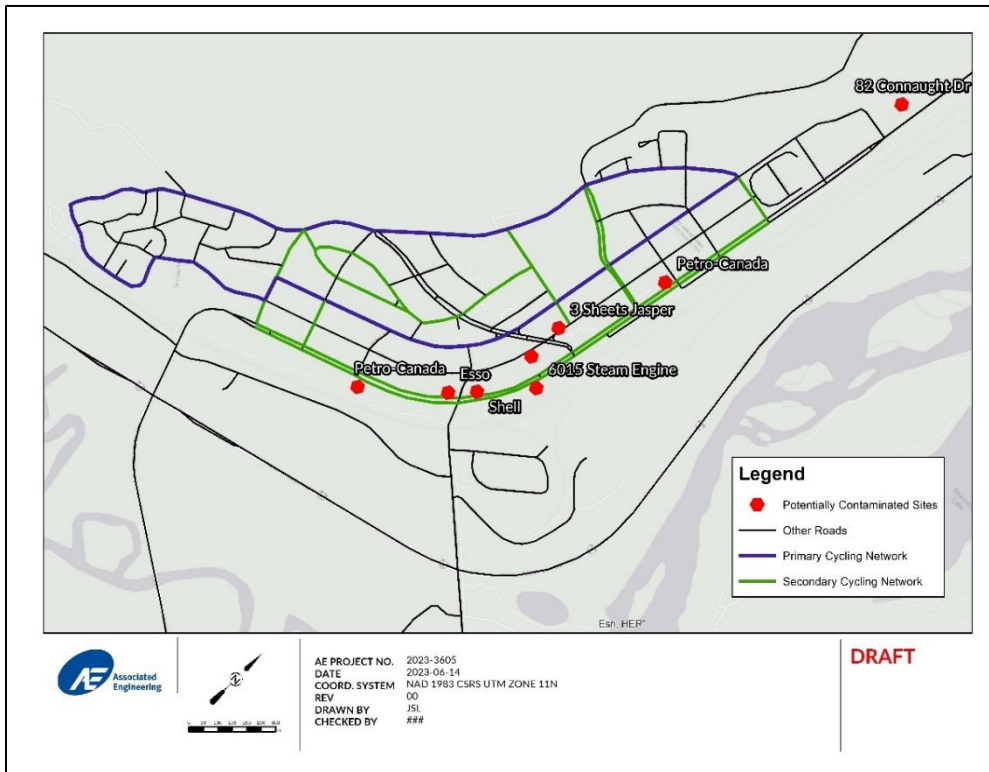 82 Connaught Dr
Petro-Canada
3 Sheets Jasper
Petro-Canada
Esso
6015 Steam Engine
Shell
Legend
Potentially Contaminated Sites
Other Roads
Primary Cycling Network
Secondary Cycling Network
Esri, HERE
AE Associated
Engineering
AE PROJECT NO. 2023-3605
DATE 2023-06-14
COORD. SYSTEM NAD 1983 CSRS UTM ZONE 11N
REV 00
DRAWN BY JSL
CHECKED BY ###
DRAFT